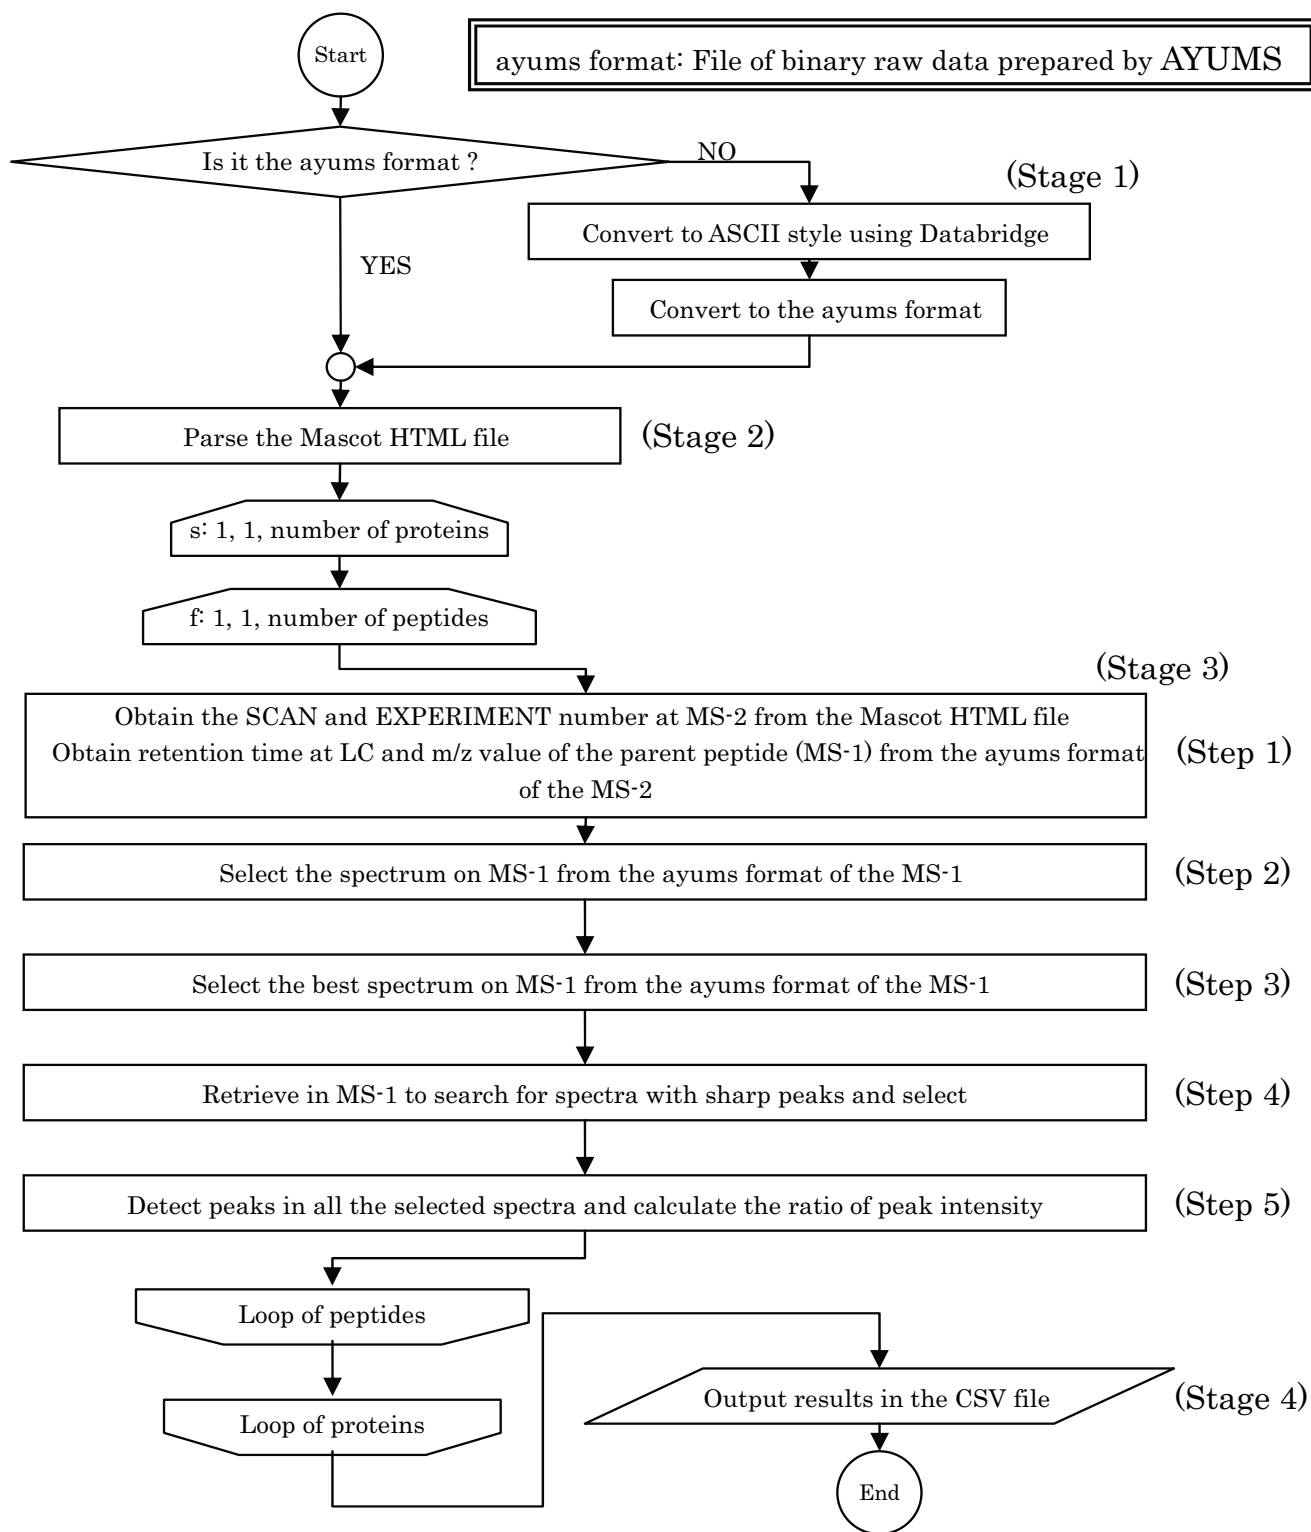 Start
ayums format: File of binary raw data prepared by AYUMS
Is it the ayums format ?
NO
(Stage 1)
Convert to ASCII style using Databridge
YES
Convert to the ayums format
Parse the Mascot HTML file
(Stage 2)
s: 1, 1, number of proteins
f: 1, 1, number of peptides
(Stage 3)
Obtain the SCAN and EXPERIMENT number at MS-2 from the Mascot HTML file
Obtain retention time at LC and m/z value of the parent peptide (MS-1) from the ayums format
of the MS-2
(Step 1)
Select the spectrum on MS-1 from the ayums format of the MS-1
(Step 2)
Select the best spectrum on MS-1 from the ayums format of the MS-1
(Step 3)
Retrieve in MS-1 to search for spectra with sharp peaks and select
(Step 4)
Detect peaks in all the selected spectra and calculate the ratio of peak intensity
(Step 5)
Loop of peptides
Loop of proteins
Output results in the CSV file
(Stage 4)
End